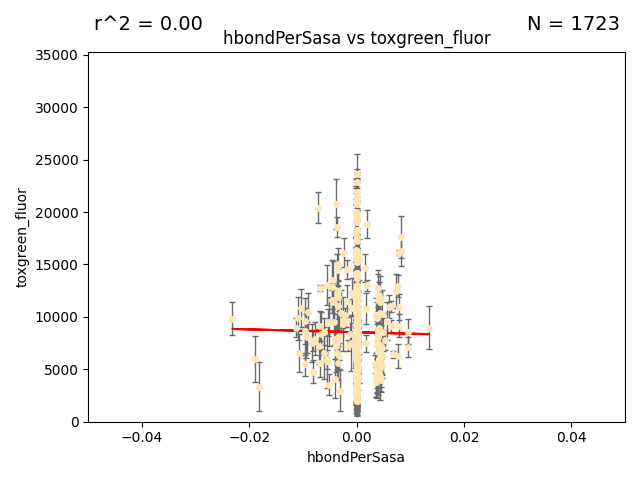 r^2 = 0.00
N = 1723
hbondPerSasa vs toxgreen_fluor
35000
30000
25000
20000
15000
10000
5000
0
toxgreen_fluor
−0.04
−0.02
0.00
0.02
0.04
hbondPerSasa